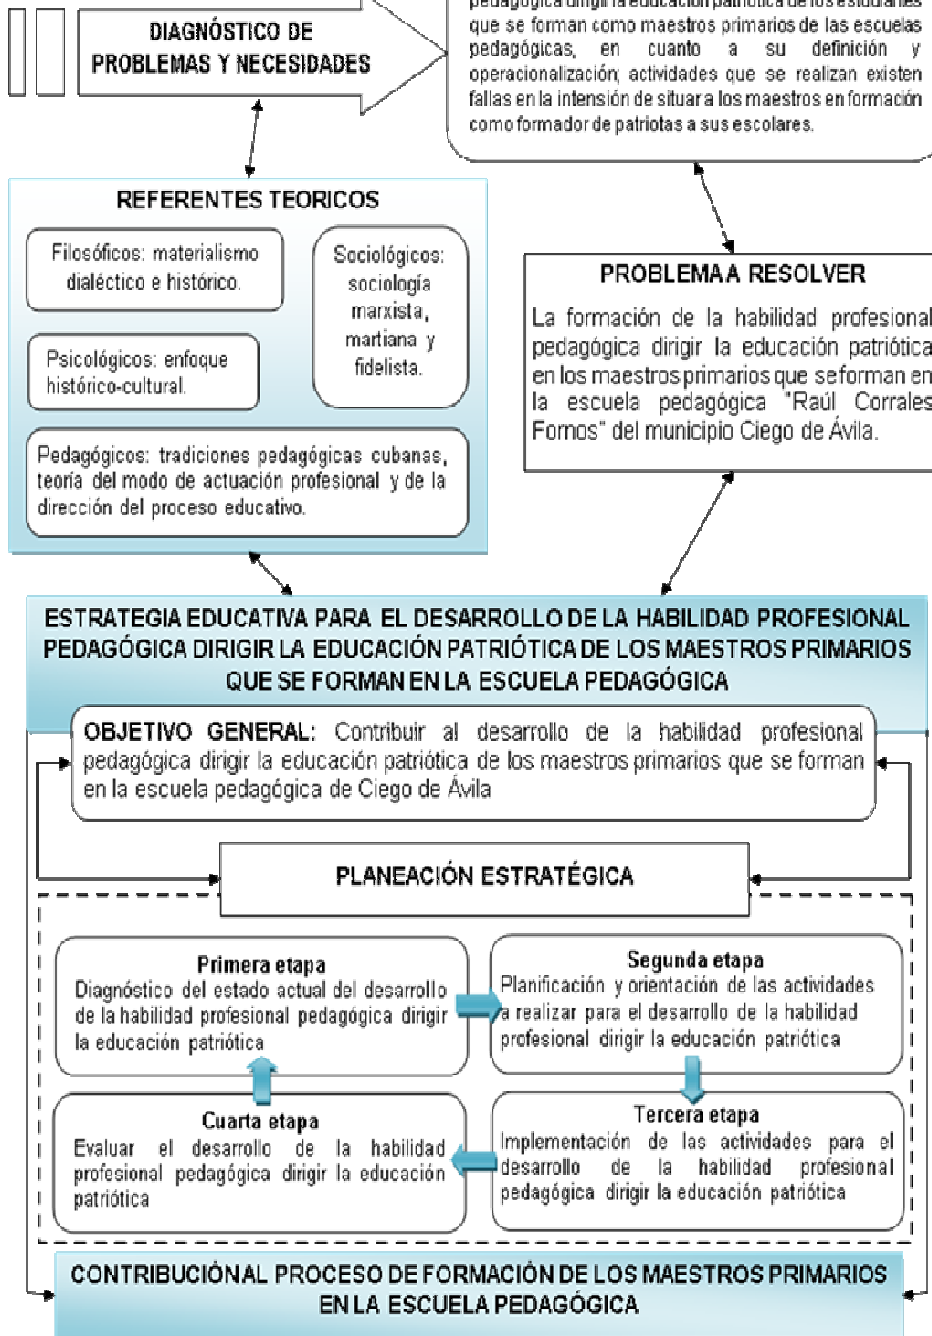 DIAGNÓSTICO DE
PROBLEMAS Y NECESIDADES
pedagógica dirigir la educación patriótica de los estudiantes
que se forman como maestros primarios de las escuelas
pedagógicas, en cuanto a su definición y
operacionalización; actividades que se realizan existen
fallas en la intensión de situar a los maestros en formación
como formador de patriotas a sus escolares.
REFERENTES TEORICOS
Filosóficos: materialismo
dialéctico e histórico.
Sociológicos:
sociología
marxista,
martiana y
fidelista.
Psicológicos: enfoque
histórico-cultural.
Pedagógicos: tradiciones pedagógicas cubanas,
teoría del modo de actuación profesional y de la
dirección del proceso educativo.
PROBLEMA A RESOLVER
La formación de la habilidad profesional
pedagógica dirigir la educación patriótica
en los maestros primarios que se forman en
la escuela pedagógica "Raúl Corrales
Fornos" del municipio Ciego de Ávila.
ESTRATEGIA EDUCATIVA PARA EL DESARROLLO DE LA HABILIDAD PROFESIONAL
PEDAGÓGICA DIRIGIR LA EDUCACIÓN PATRIÓTICA DE LOS MAESTROS PRIMARIOS
QUE SE FORMAN EN LA ESCUELA PEDAGÓGICA
OBJETIVO GENERAL: Contribuir al desarrollo de la habilidad profesional
pedagógica dirigir la educación patriótica de los maestros primarios que se forman
en la escuela pedagógica de Ciego de Ávila
PLANEACIÓN ESTRATÉGICA
Primera etapa
Diagnóstico del estado actual del desarrollo
de la habilidad profesional pedagógica dirigir
la educación patriótica
Segunda etapa
Planificación y orientación de las actividades
a realizar para el desarrollo de la habilidad
profesional dirigir la educación patriótica
Cuarta etapa
Evaluar el desarrollo de la habilidad
profesional pedagógica dirigir la educación
patriótica
Tercera etapa
Implementación de las actividades para el
desarrollo de la habilidad profesional
pedagógica dirigir la educación patriótica
CONTRIBUCIÓN AL PROCESO DE FORMACIÓN DE LOS MAESTROS PRIMARIOS
EN LA ESCUELA PEDAGÓGICA